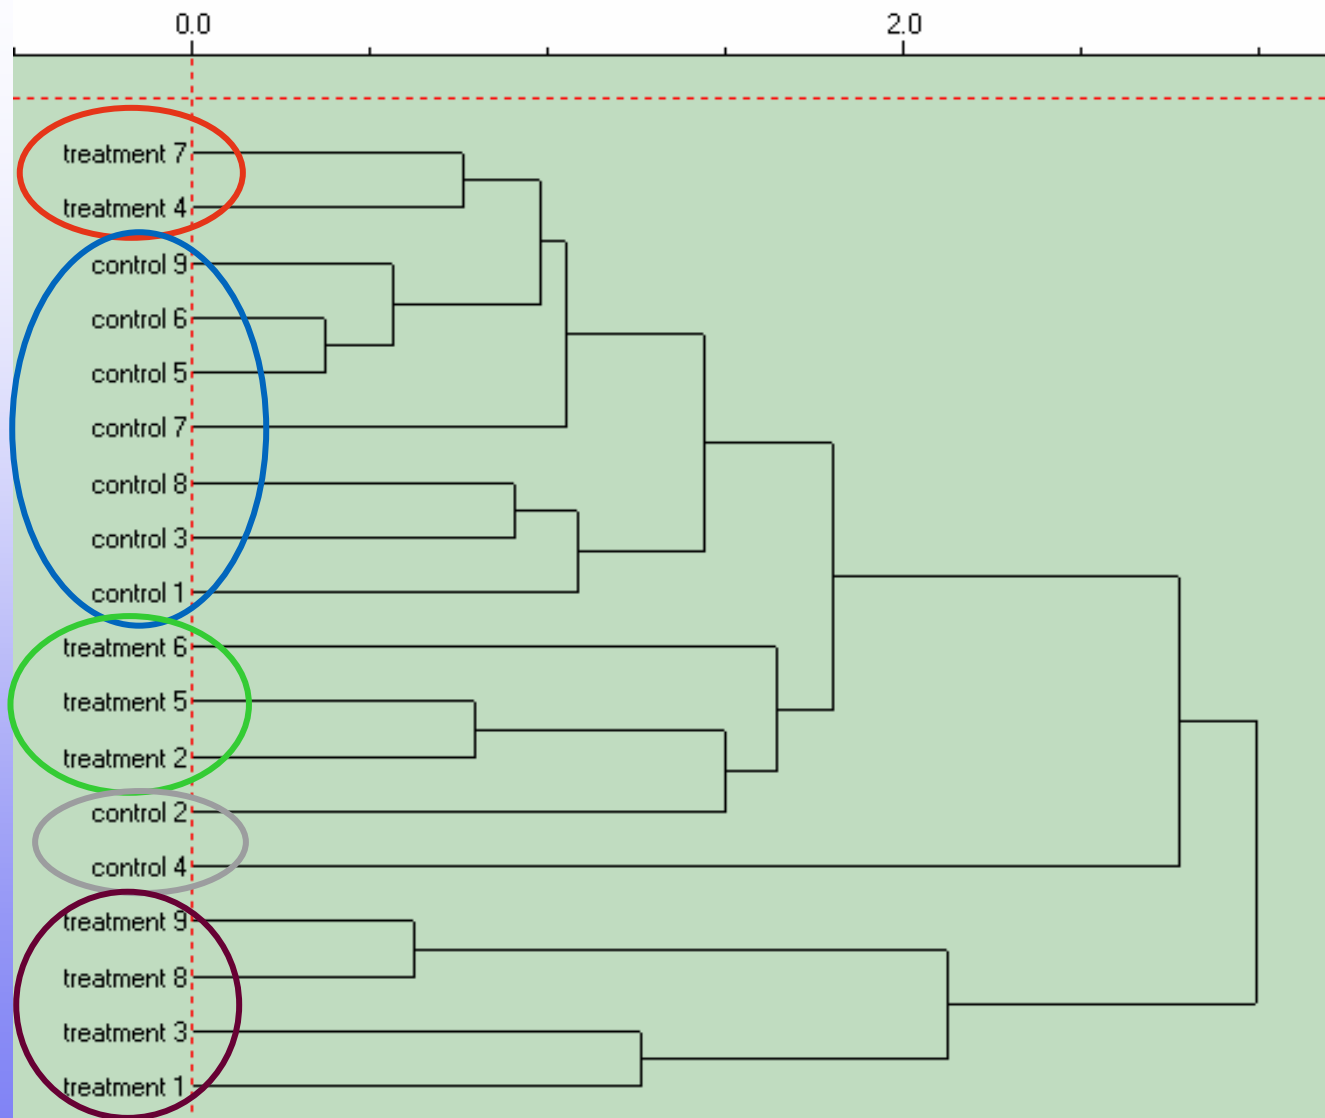 0.0 2.0
treatment 7
treatment 4
control 9
control 6
control 5
control 7
control 8
control 3
control 1
treatment 6
treatment 5
treatment 2
control 2
control 4
treatment 9
treatment 8
treatment 3
treatment 1